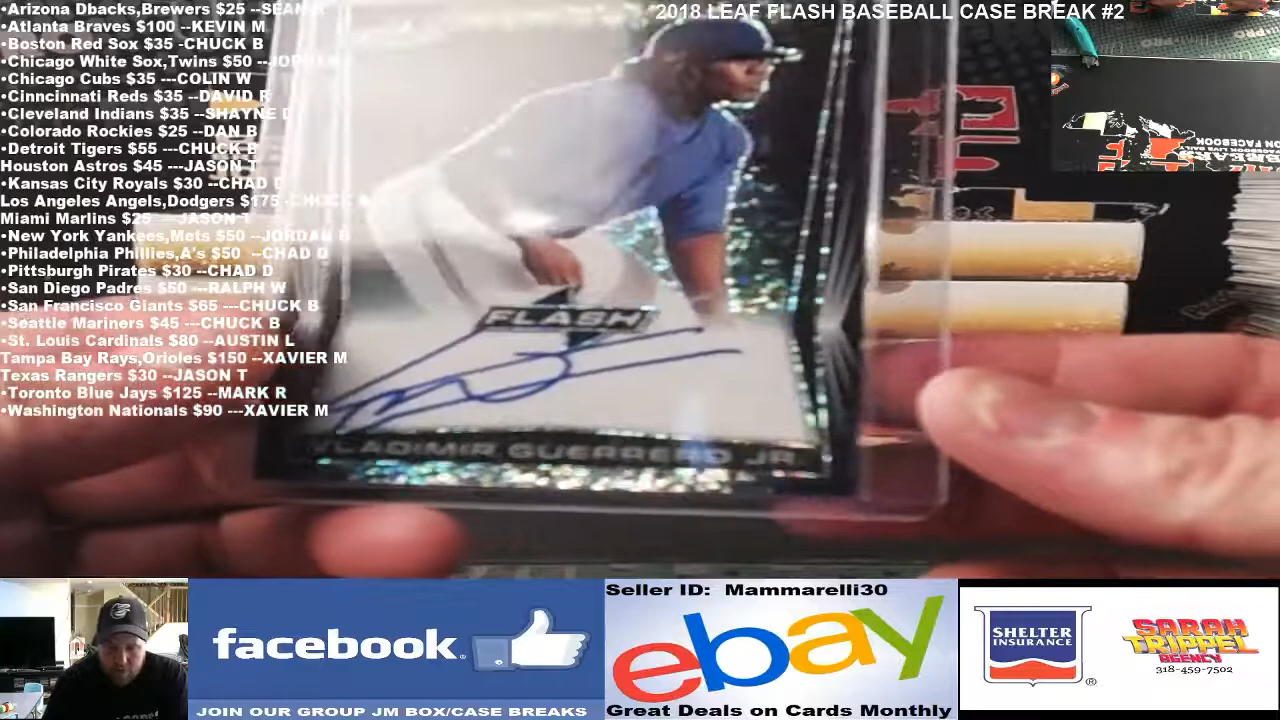 2018 LEAF FLASH BASEBALL CASE BREAK #2
•Arizona Dbacks,Brewers $25 --SEAN
•Atlanta Braves $100 --KEVIN M
•Boston Red Sox $35 -CHUCK B
•Chicago White Sox,Twins $50 --JORDAN
•Chicago Cubs $35 ---COLIN W
•Cinncinnati Reds $35 --DAVID R
•Cleveland Indians $35 --SHAYNE D
•Colorado Rockies $25 --DAN B
•Detroit Tigers $55 ---CHUCK B
Houston Astros $45 ---JASON T
•Kansas City Royals $30 --CHAD D
Los Angeles Angels,Dodgers $175 -CHUCK B
Miami Marlins $25 ---JASON T
•New York Yankees,Mets $50 --JORDAN B
•Philadelphia Phillies,A's $50 --CHAD D
•Pittsburgh Pirates $30 --CHAD D
•San Diego Padres $50 --RALPH W
•San Francisco Giants $65 ---CHUCK B
•Seattle Mariners $45 ---CHUCK B
•St. Louis Cardinals $80 --AUSTIN L
Tampa Bay Rays,Orioles $150 --XAVIER M
Texas Rangers $30 --JASON T
•Toronto Blue Jays $125 --MARK R
•Washington Nationals $90 ---XAVIER M
FLASH
VLADIMIR GUERRERO JR.
facebook
JOIN OUR GROUP JM BOX/CASE BREAKS
Seller ID: Mammarelli30
ebay
Great Deals on Cards Monthly
SHELTER
INSURANCE
®
SARAH
TRIPPEL
AGENCY
318-459-7502